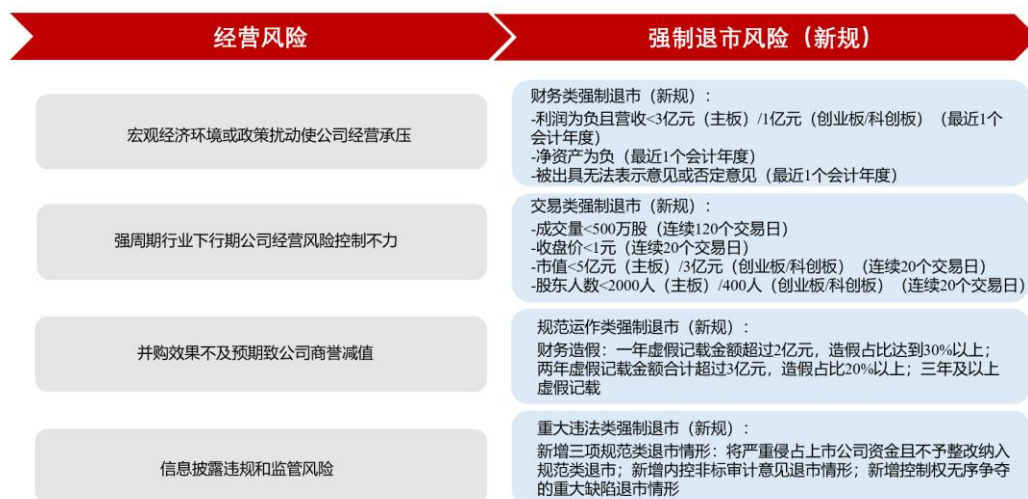 经营风险
强制退市风险（新规）
宏观经济环境或政策扰动使公司经营承压
财务类强制退市（新规）：
-利润为负且营收<3亿元（主板）/1亿元（创业板/科创板）（最近1个
会计年度）
-净资产为负（最近1个会计年度）
-被出具无法表示意见或否定意见（最近1个会计年度）
强周期行业下行期公司经营风险控制不力
交易类强制退市（新规）：
-成交量<500万股（连续120个交易日）
-收盘价<1元（连续20个交易日）
-市值<5亿元（主板）/3亿元（创业板/科创板）（连续20个交易日）
-股东人数<2000人（主板）/400人（创业板/科创板）（连续20个交易日）
并购效果不及预期致公司商誉减值
规范运作类强制退市（新规）：
财务造假：一年虚假记载金额超过2亿元，造假占比达到30%以上；
两年虚假记载金额合计超过3亿元，造假占比20%以上；三年及以上
虚假记载
信息披露违规和监管风险
重大违法类强制退市（新规）：
新增三项规范类退市情形：将严重侵占上市公司资金且不予整改纳入
规范类退市；新增内控非标审计意见退市情形；新增控制权无序争夺
的重大缺陷退市情形